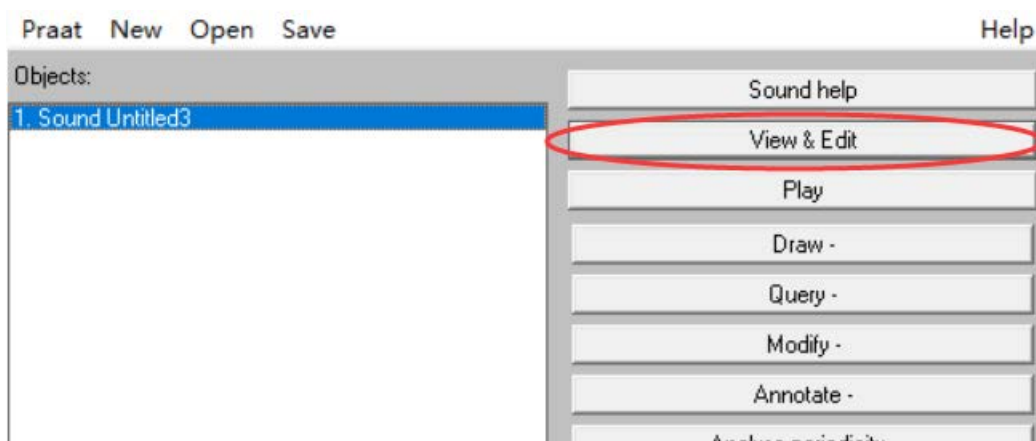 Praat New Open Save Help
Objects:
1. Sound Untitled3
Sound help
View & Edit
Play
Draw -
Query -
Modify -
Annotate -